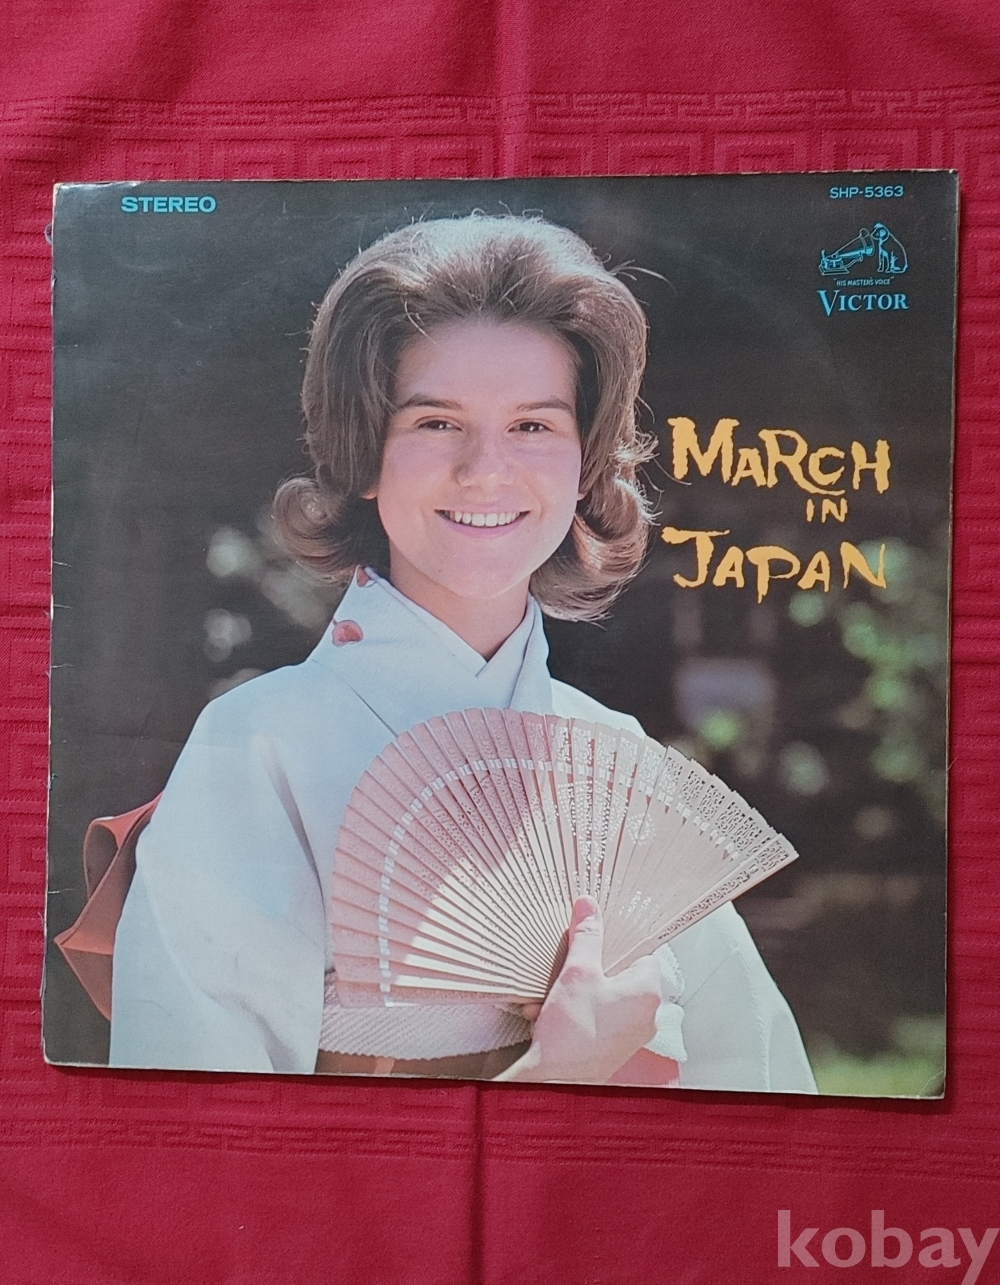 STEREO
SHP-5363
"HIS MASTER'S VOICE"
VICTOR
MARCH
IN
JAPAN
kobay